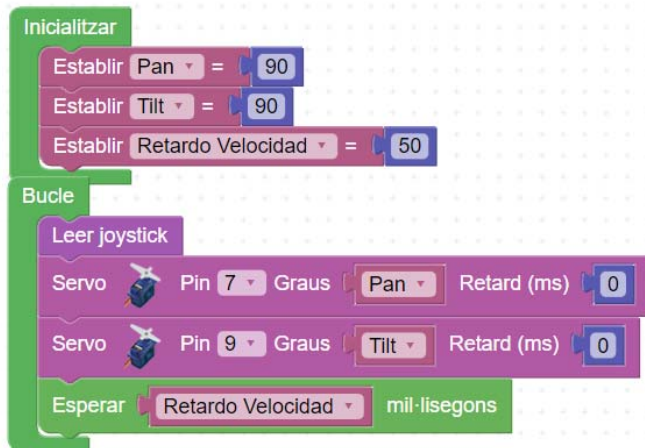 Inicialitzar
Establir Pan = 90
Establir Tilt = 90
Establir Retardo Velocidad = 50
Bucle
Leer joystick
Servo Pin 7 Graus Pan Retard (ms) 0
Servo Pin 9 Graus Tilt Retard (ms) 0
Esperar Retardo Velocidad mil·lisegons